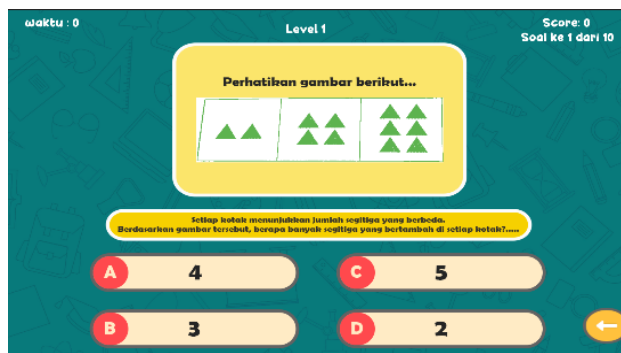 waktu : 0
Level 1
Score: 0
Soal ke 1 dari 10
Perhatikan gambar berikut...
Setiap kotak menunjukkan jumlah segitiga yang berbeda.
Berdasarkan gambar tersebut, berapa banyak segitiga yang bertambah di setiap kotak?.....
A 4
C 5
B 3
D 2